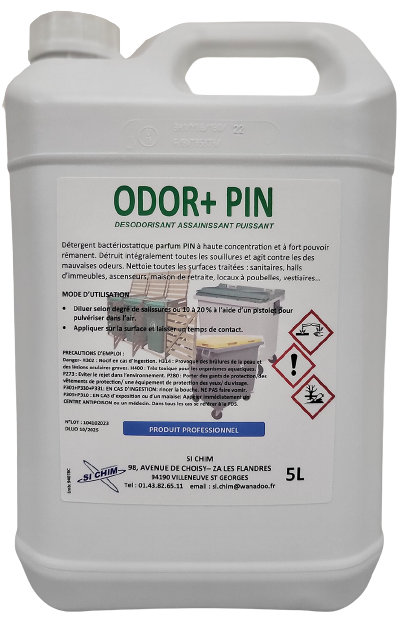 22
ODOR+ PIN
DESODORISANT ASSAINISSANT PUISSANT
Détergent bactériostatique parfum PIN à haute concentration et à fort pouvoir
rémanent. Détruit intégralement toutes les souillures et agit contre les des
mauvaises odeurs. Nettoie toutes les surfaces traitées : sanitaires, halls
d'immeubles, ascenseurs, maison de retraite, locaux à poubelles, vestiaires...
MODE D'UTILISATION
• Diluer selon degré de salissures ou 10 à 20 % à l'aide d'un pistolet pour
pulvériser dans l'air.
• Appliquer sur la surface et laisser un temps de contact.
PRECAUTIONS D'EMPLOI :
Danger- H302 : Nocif en cas d'ingestion. H314 : Provoque des brûlures de la peau et
des lésions oculaires graves. H400 : Très toxique pour les organismes aquatiques.
P273 : Eviter le rejet dans l'environnement. P280 : Porter des gants de protection/des
vêtements de protection/ une équipement de protection des yeux/ du visage.
P301+P330+P331: EN CAS D'INGESTION: rincer la bouche. NE PAS faire vomir.
P309+P310 : EN CAS d'exposition ou d'un malaise: Appeler immédiatement un
CENTRE ANTIPOISON ou un médecin. Dans tous les cas se référer à la FDS.
N°LOT : 104102023
DLUO 10/2025
PRODUIT PROFESSIONNEL
SI CHIM
SI CHIM
98, AVENUE DE CHOISY– ZA LES FLANDRES
94190 VILLENEUVE ST GEORGES
Tel : 01.43.82.65.11 email : si.chim@wanadoo.fr
5L